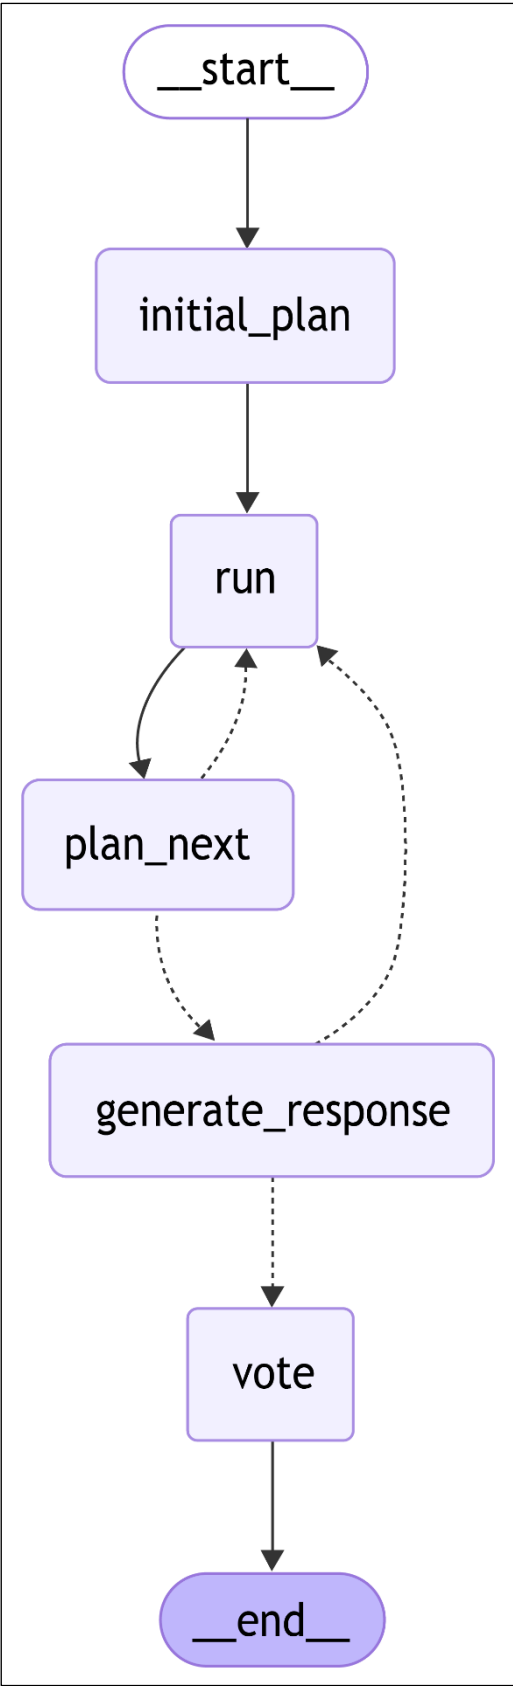 __start__
initial_plan
run
plan_next
generate_response
vote
__end__